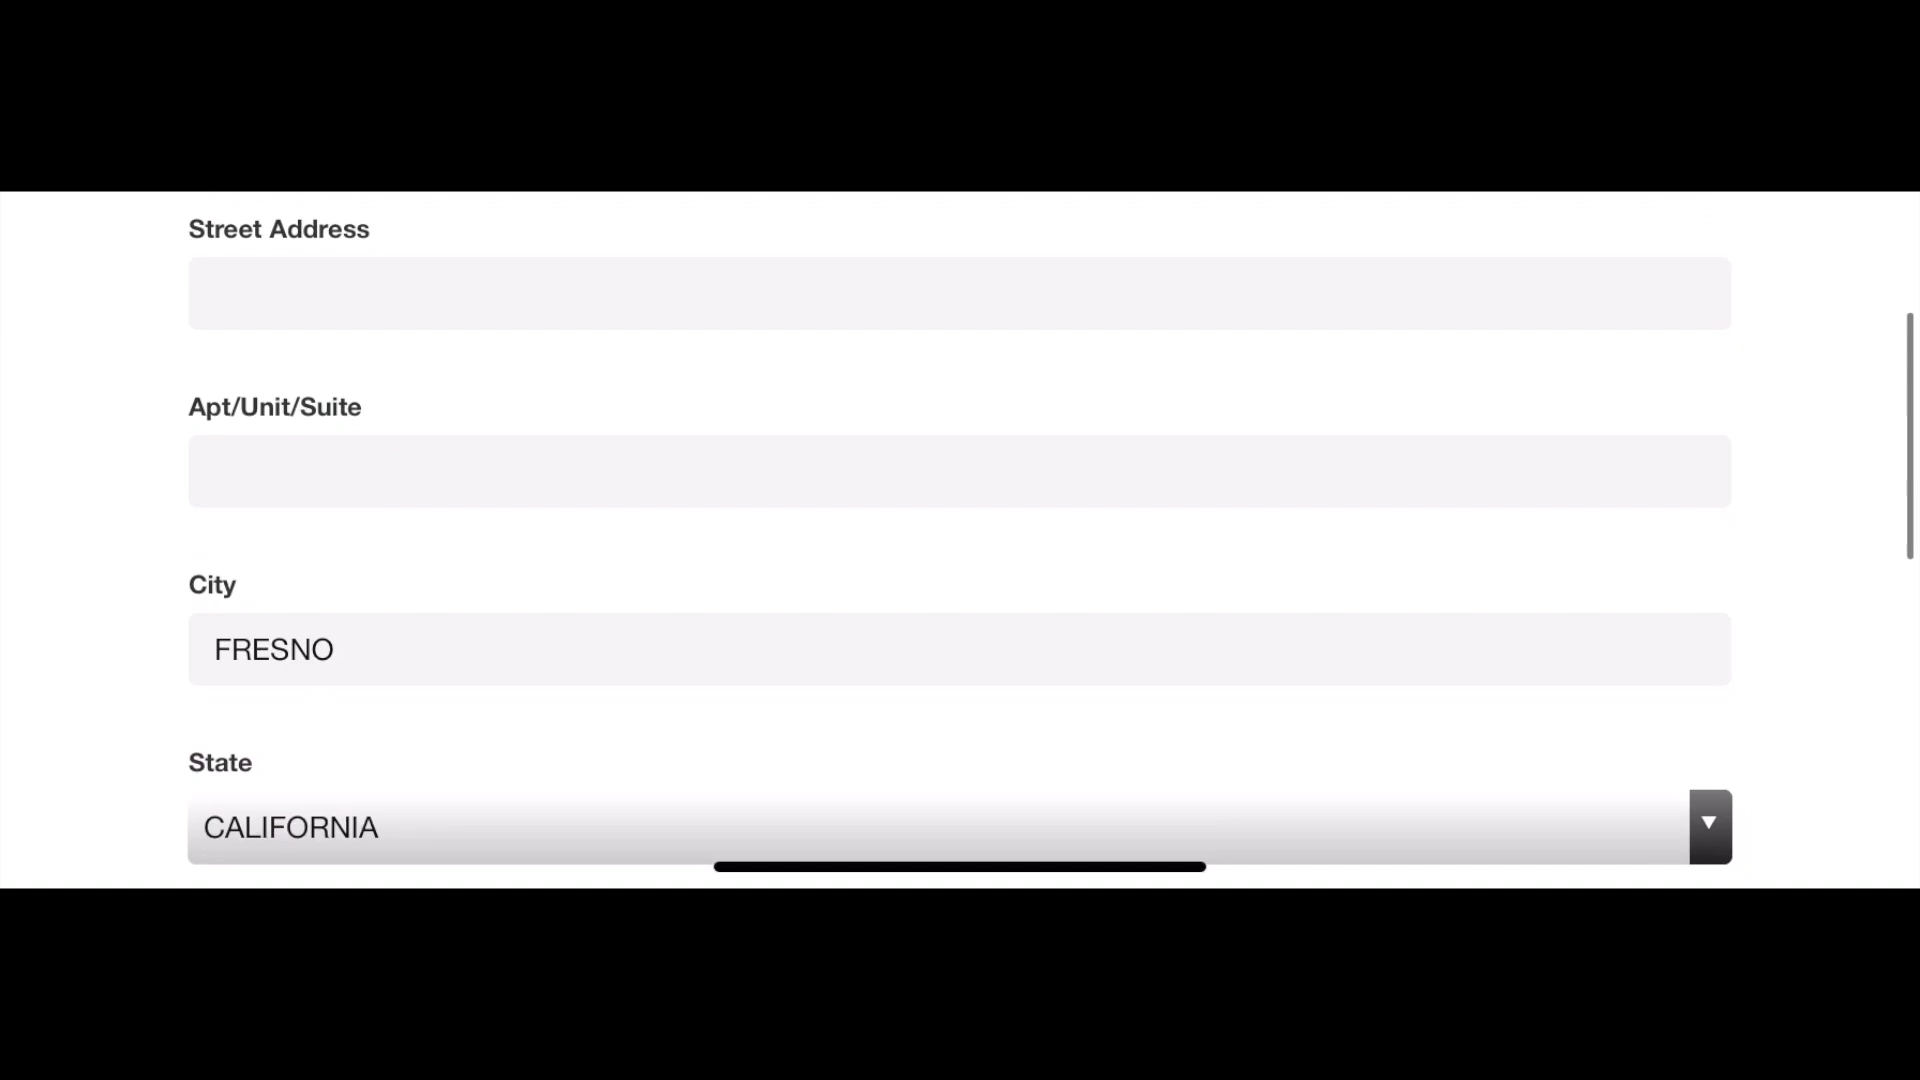 Street Address
Apt/Unit/Suite
City
FRESNO
State
CALIFORNIA